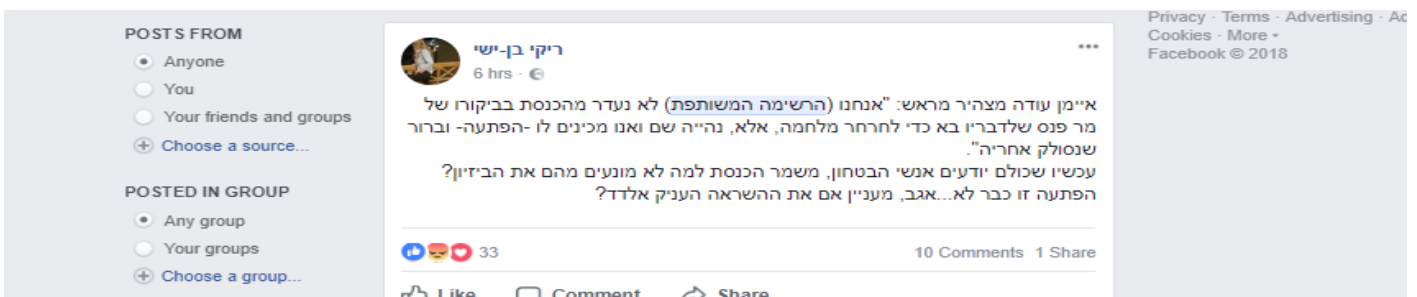 POSTS FROM
Anyone
You
Your friends and groups
Choose a source...
POSTED IN GROUP
Any group
Your groups
Choose a group...
ריקי בן-ישי
6 hrs ·
איימן עודה מצהיר מראש: "אנחנו (הרשימה המשותפת) לא נעדר מהכנסת בביקורו של
מר פנס שלדבריו בא כדי לחרחר מלחמה, אלא, נהייה שם ואנו מכינים לו -הפתעה- וברור
שנסולק אחריה".
עכשיו שכולם יודעים אנשי הבטחון, משמר הכנסת למה לא מונעים מהם את הביזיון?
הפתעה זו כבר לא...אגב, מעניין אם את ההשראה העניק אלדד?
33
10 Comments 1 Share
Like Comment Share
Privacy · Terms · Advertising ·
Cookies · More
Facebook © 2018